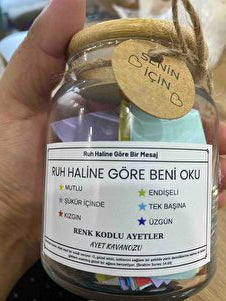 SENİN
İÇİN
Ruh Haline Göre Bir Mesaj
RUH HALİNE GÖRE BENİ OKU
MUTLU
ENDİŞELİ
ŞÜKÜR İÇİNDE
TEK BAŞINA
KIZGIN
ÜZGÜN
RENK KODLU AYETLER
AYET KAVANOZU